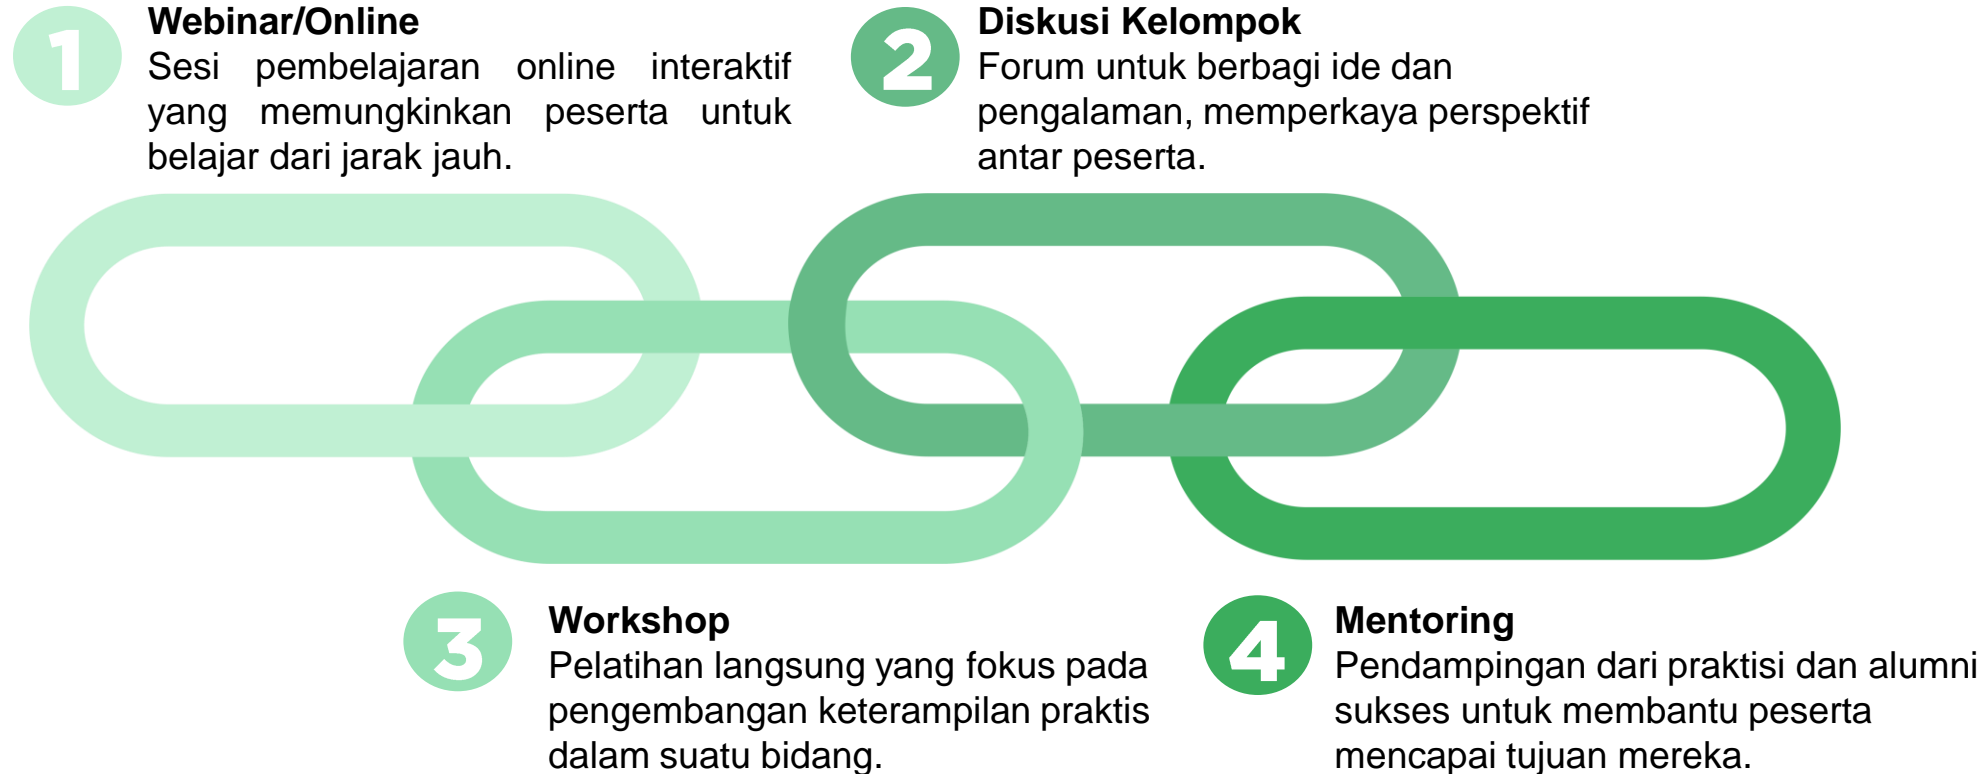 1
Webinar/Online
Sesi pembelajaran online interaktif
yang memungkinkan peserta untuk
belajar dari jarak jauh.
2
Diskusi Kelompok
Forum untuk berbagi ide dan
pengalaman, memperkaya perspektif
antar peserta.
3
Workshop
Pelatihan langsung yang fokus pada
pengembangan keterampilan praktis
dalam suatu bidang.
4
Mentoring
Pendampingan dari praktisi dan alumni
sukses untuk membantu peserta
mencapai tujuan mereka.